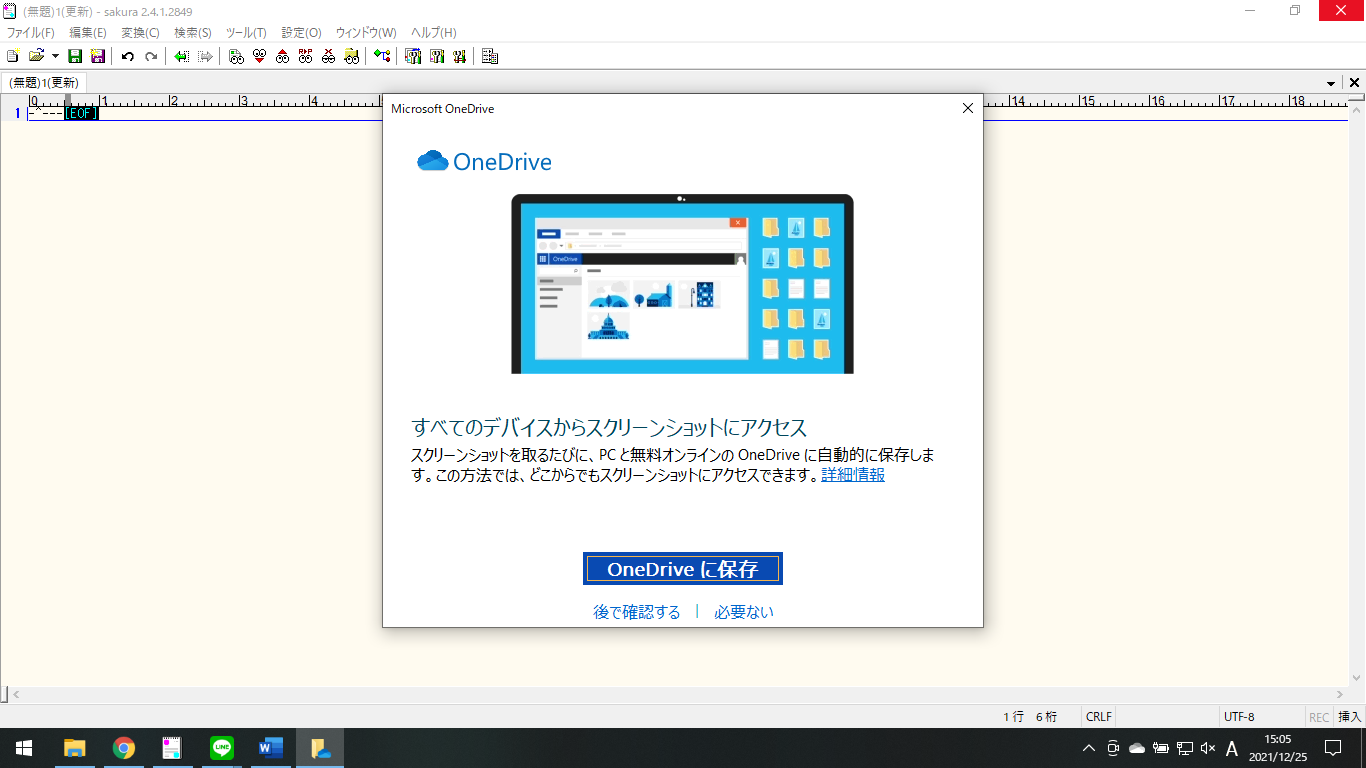 (無題)1(更新) - sakura 2.4.1.2849
ファイル(F) 編集(E) 変換(C) 検索(S) ツール(T) 設定(O) ウィンドウ(W) ヘルプ(H)
(無題)1(更新)
0 1 2 3 4 14 15 16 17 18
1 -^---[EOF]
Microsoft OneDrive
OneDrive
OneDrive
すべてのデバイスからスクリーンショットにアクセス
スクリーンショットを取るたびに、PC と無料オンラインの OneDrive に自動的に保存しま
す。この方法では、どこからでもスクリーンショットにアクセスできます。詳細情報
OneDrive に保存
後で確認する | 必要ない
1 行 6 桁 CRLF UTF-8 REC 挿入
LINE
A
15:05
2021/12/25